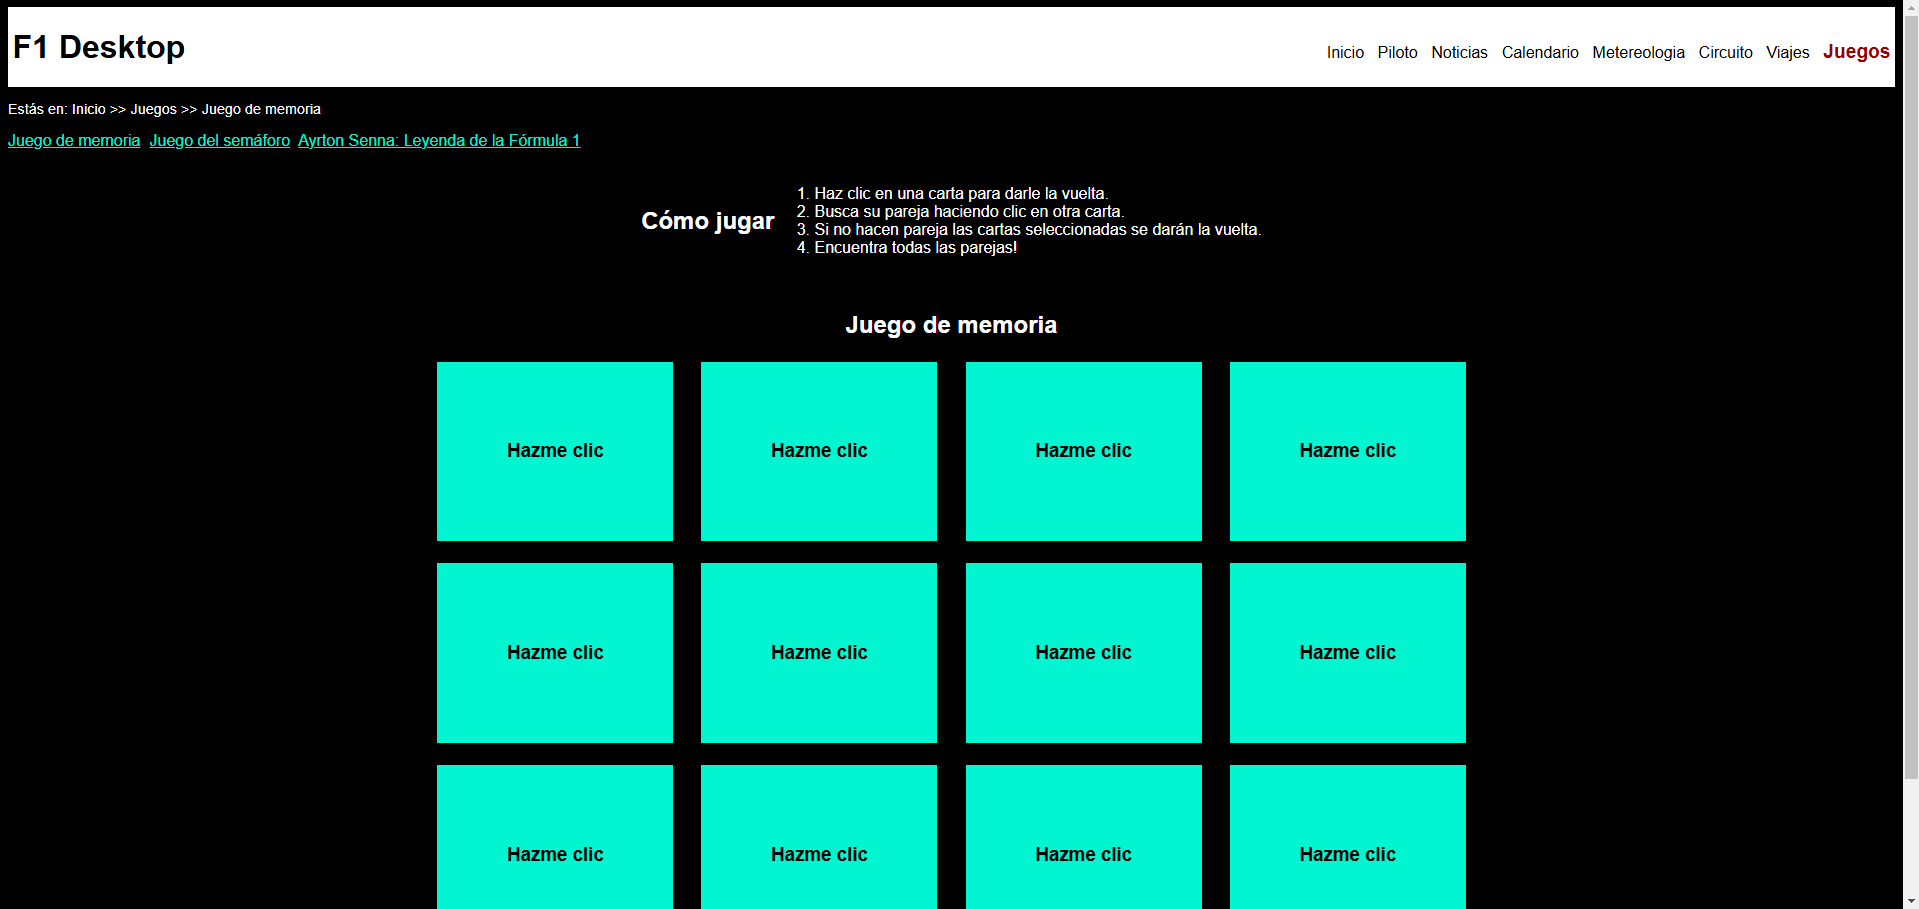 F1 Desktop
Inicio Piloto Noticias Calendario Metereologia Circuito Viajes Juegos
Estás en: Inicio >> Juegos >> Juego de memoria
Juego de memoria Juego del semáforo Ayrton Senna: Leyenda de la Fórmula 1
Cómo jugar
1. Haz clic en una carta para darle la vuelta.
2. Busca su pareja haciendo clic en otra carta.
3. Si no hacen pareja las cartas seleccionadas se darán la vuelta.
4. Encuentra todas las parejas!
Juego de memoria
Hazme clic Hazme clic Hazme clic Hazme clic
Hazme clic Hazme clic Hazme clic Hazme clic
Hazme clic Hazme clic Hazme clic Hazme clic